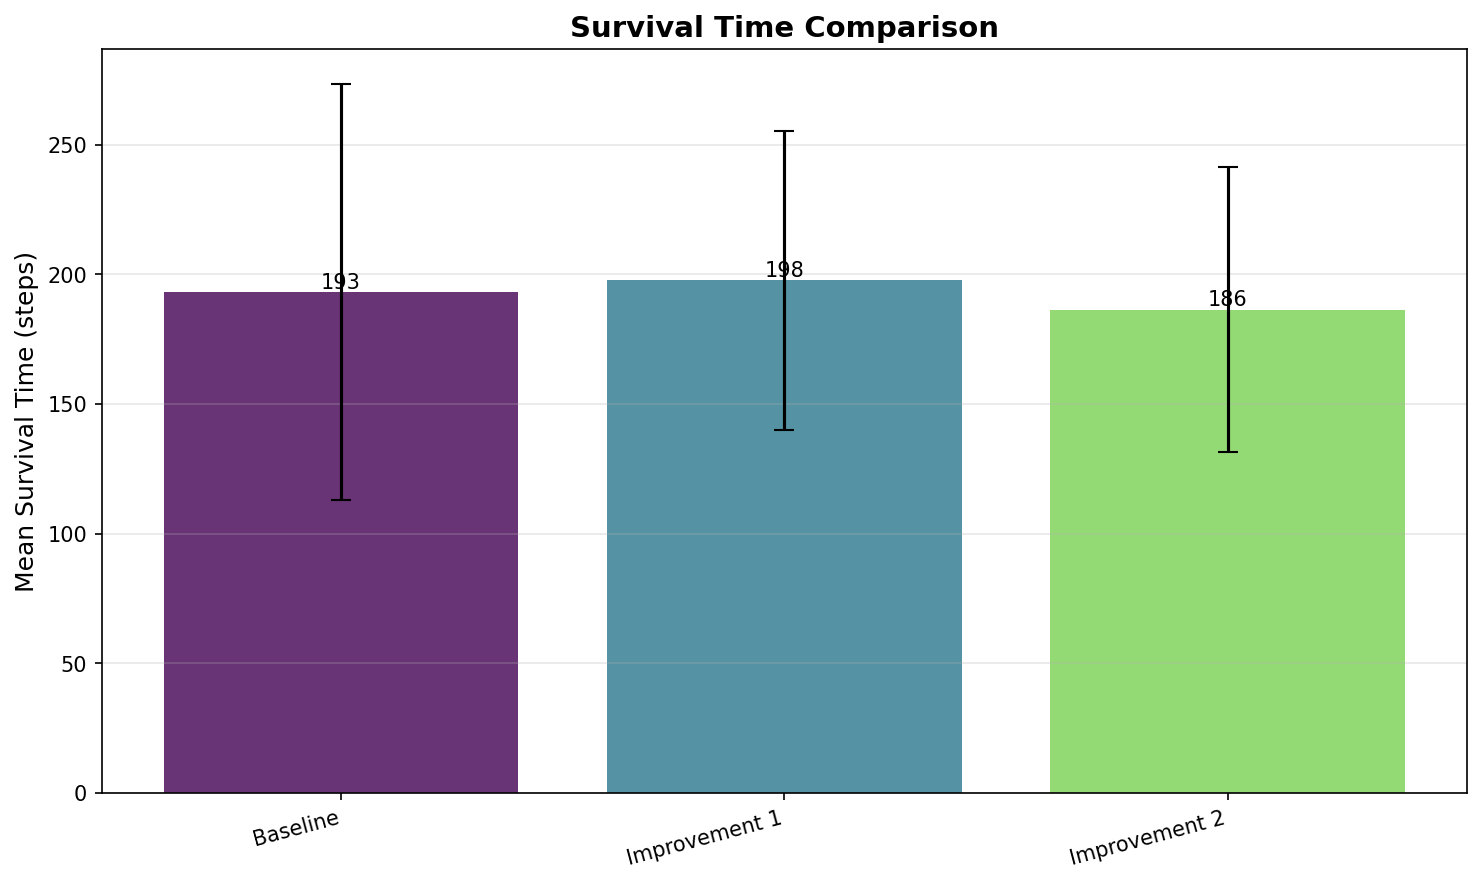 Survival Time Comparison
Mean Survival Time (steps)
250
200
150
100
50
0
193
198
186
Baseline
Improvement 1
Improvement 2